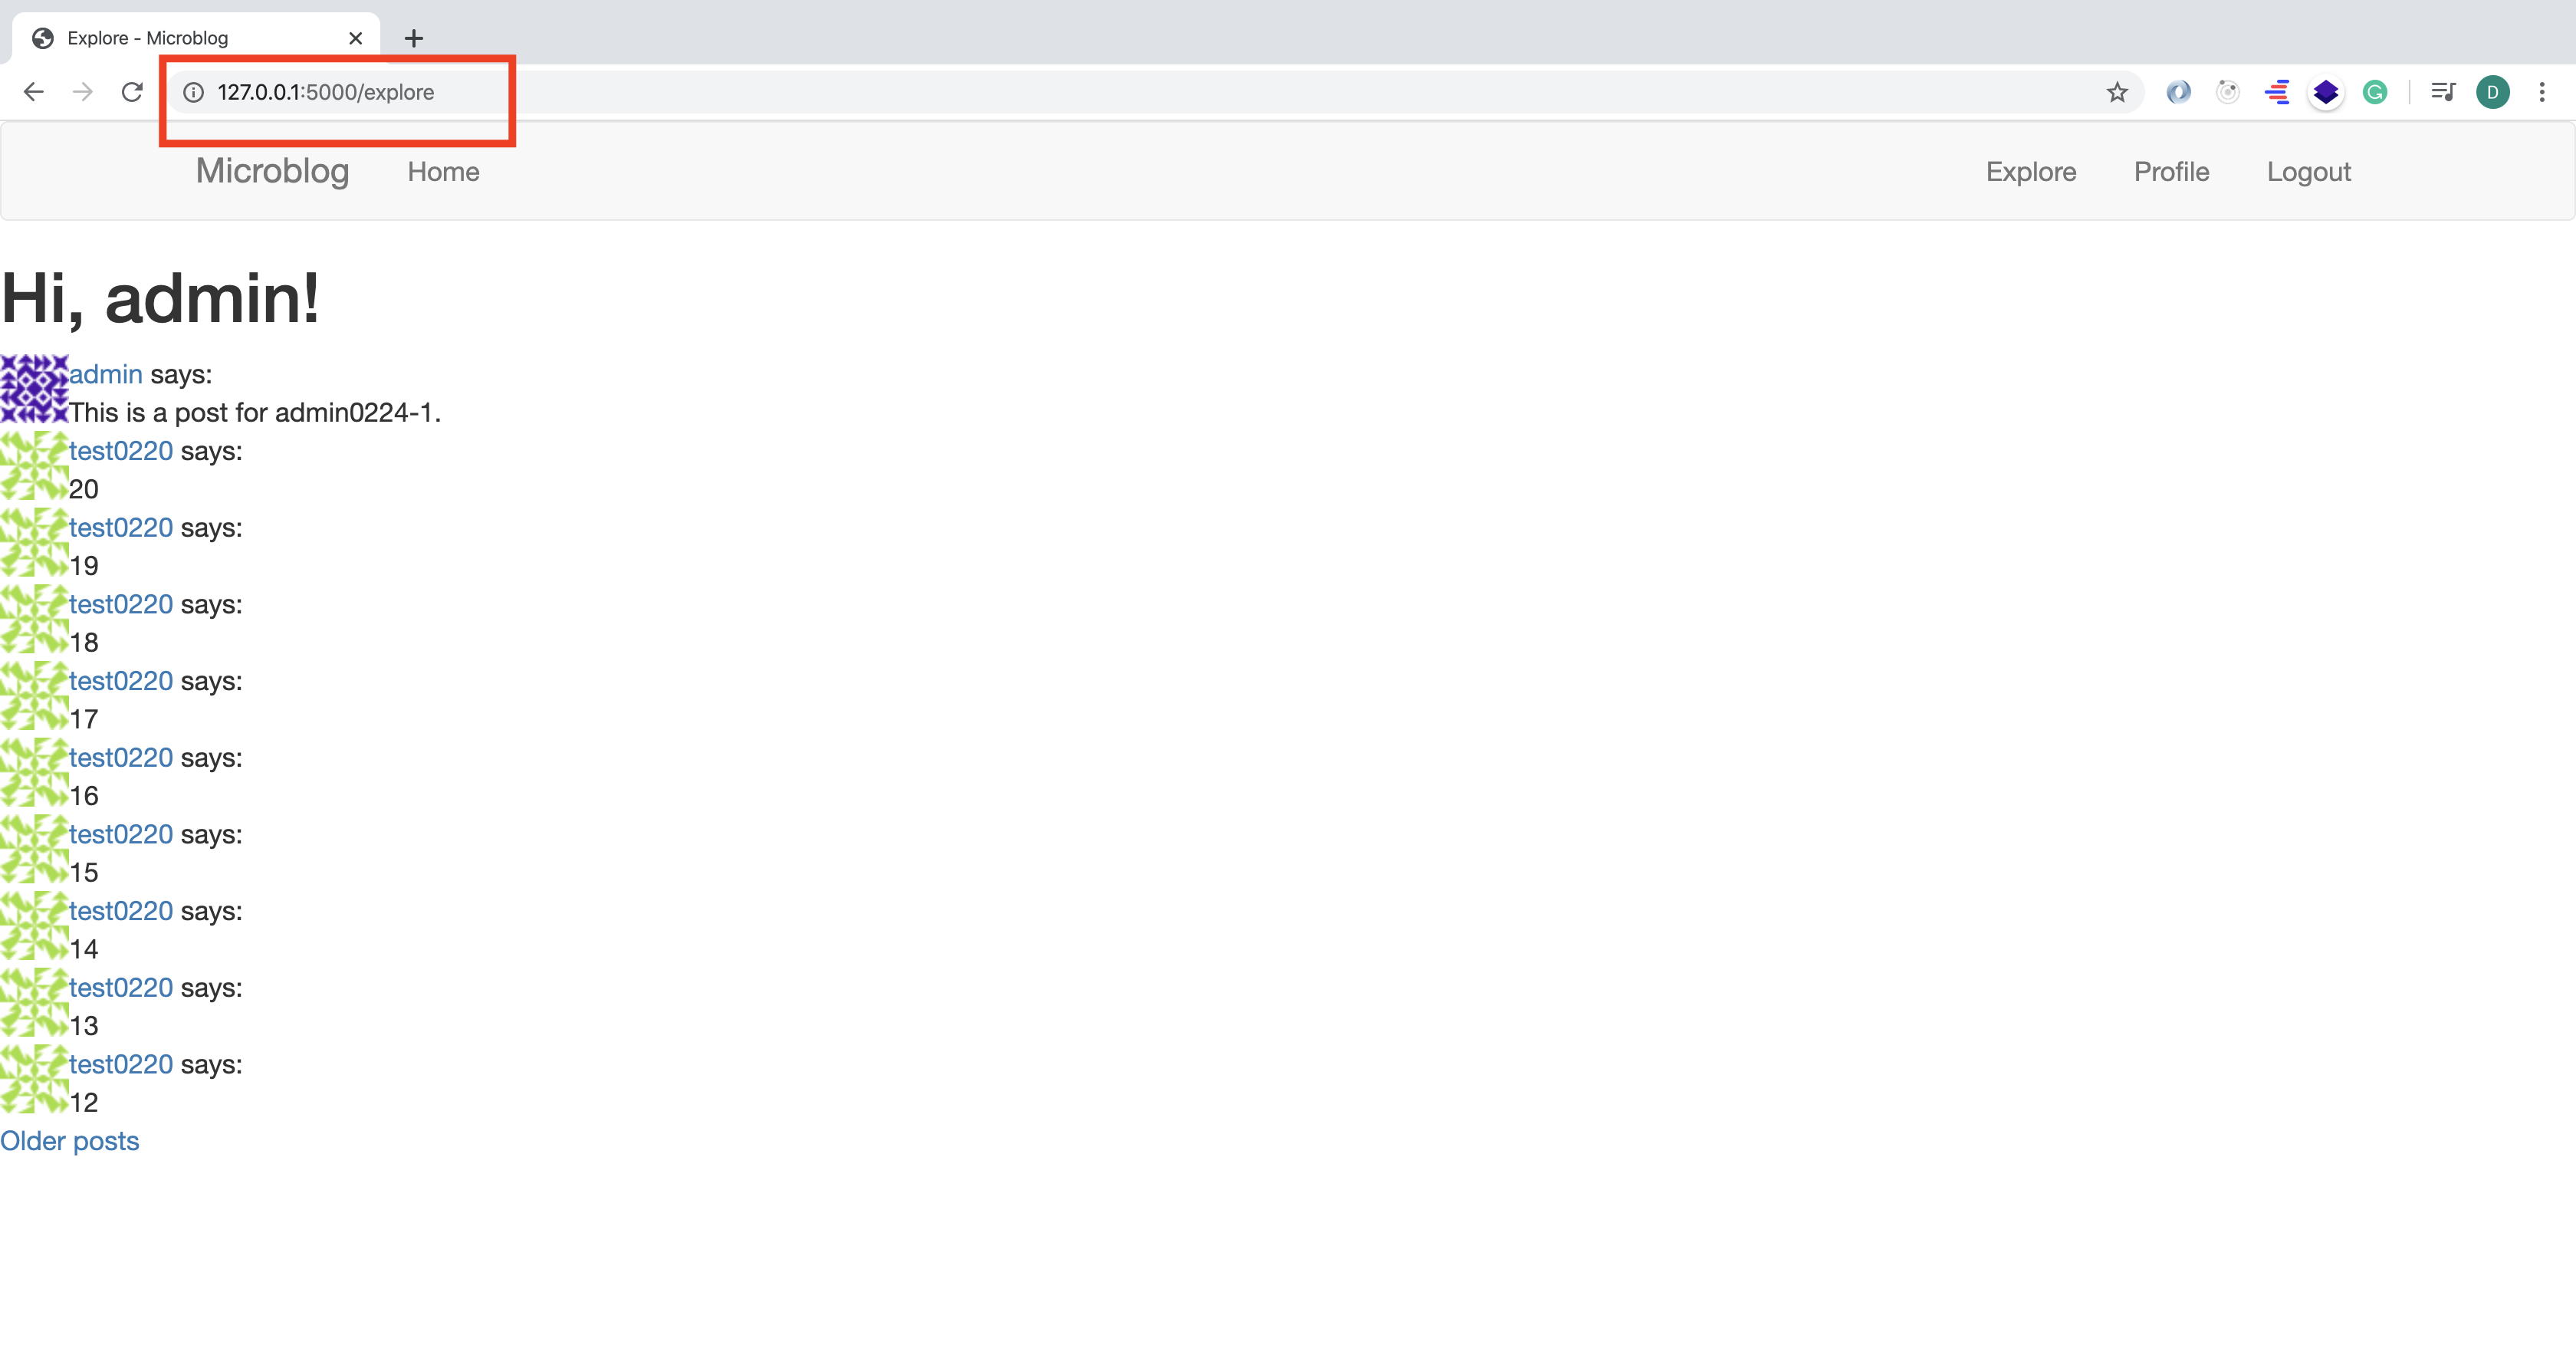 Explore - Microblog
127.0.0.1:5000/explore
D
Microblog Home Explore Profile Logout
Hi, admin!
admin says:
This is a post for admin0224-1.
test0220 says:
20
test0220 says:
19
test0220 says:
18
test0220 says:
17
test0220 says:
16
test0220 says:
15
test0220 says:
14
test0220 says:
13
test0220 says:
12
Older posts